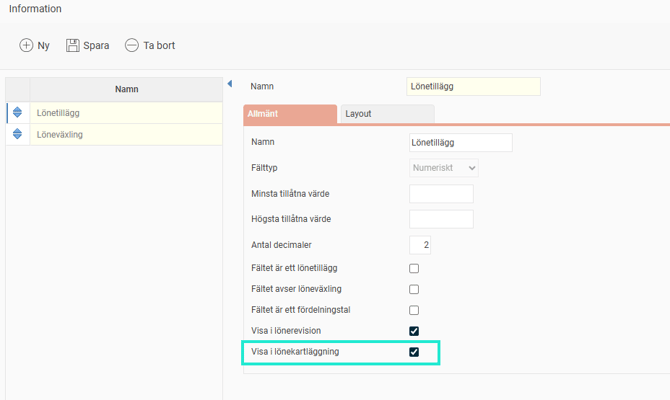 Information
Ny Spara Ta bort
Namn
Lönetillägg
Löneväxling
Namn Lönetillägg
Allmänt Layout
Namn Lönetillägg
Fälttyp Numeriskt
Minsta tillåtna värde
Högsta tillåtna värde
Antal decimaler 2
Fältet är ett lönetillägg
Fältet avser löneväxling
Fältet är ett fördelningstal
Visa i lönerevision
Visa i lönekartläggning